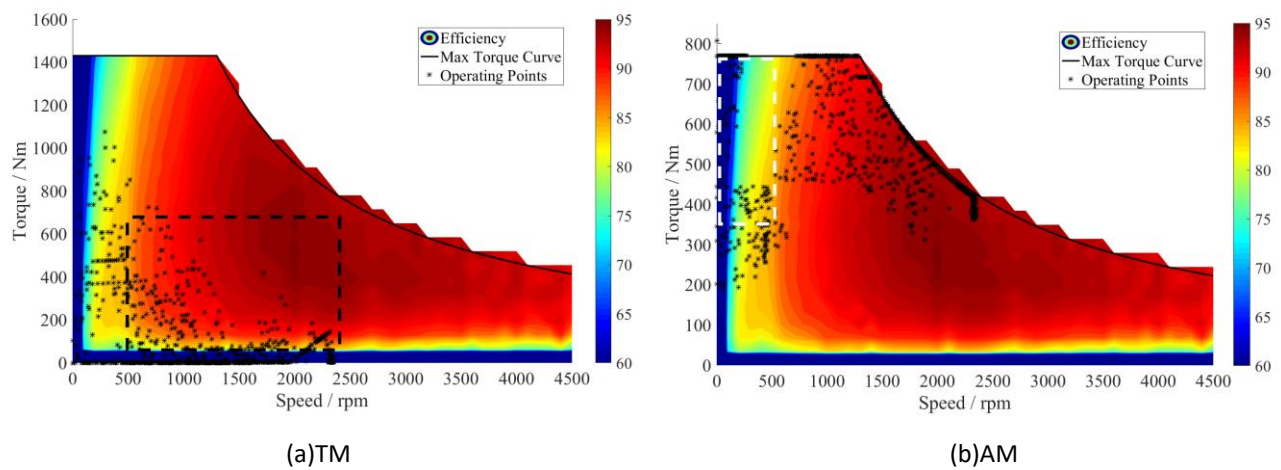 1600
1400
1200
1000
800
600
400
200
0
Torque / Nm
0 500 1000 1500 2000 2500 3000 3500 4000 4500
Speed / rpm
Efficiency
Max Torque Curve
Operating Points
95
90
85
80
75
70
65
60
(a)TM
800
700
600
500
400
300
200
100
0
Torque / Nm
0 500 1000 1500 2000 2500 3000 3500 4000 4500
Speed / rpm
Efficiency
Max Torque Curve
Operating Points
95
90
85
80
75
70
65
60
(b)AM